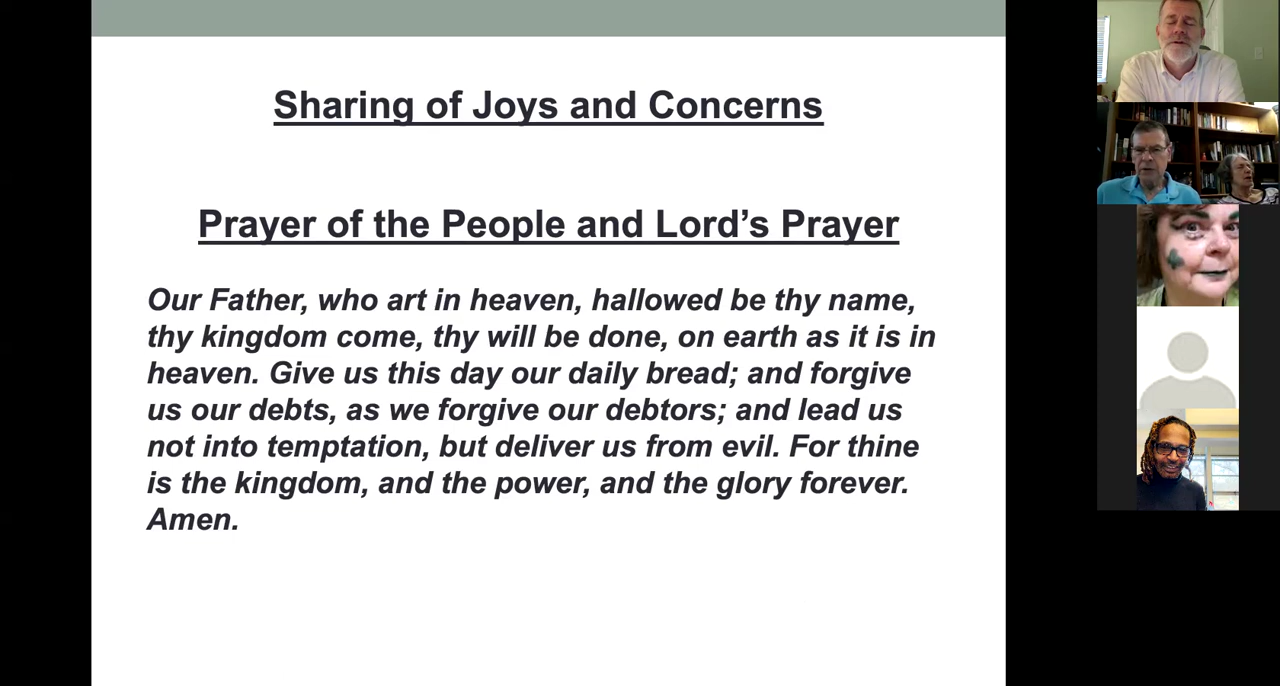 Sharing of Joys and Concerns
Prayer of the People and Lord’s Prayer
Our Father, who art in heaven, hallowed be thy name,
thy kingdom come, thy will be done, on earth as it is in
heaven. Give us this day our daily bread; and forgive
us our debts, as we forgive our debtors; and lead us
not into temptation, but deliver us from evil. For thine
is the kingdom, and the power, and the glory forever.
Amen.